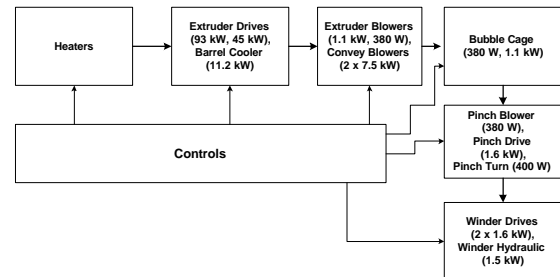 Heaters
Extruder Drives
(93 kW, 45 kW),
Barrel Cooler
(11.2 kW)
Extruder Blowers
(1.1 kW, 380 W),
Convey Blowers
(2 x 7.5 kW)
Bubble Cage
(380 W, 1.1 kW)
Controls
Pinch Blower
(380 W),
Pinch Drive
(1.6 kW),
Pinch Turn (400 W)
Winder Drives
(2 x 1.6 kW),
Winder Hydraulic
(1.5 kW)